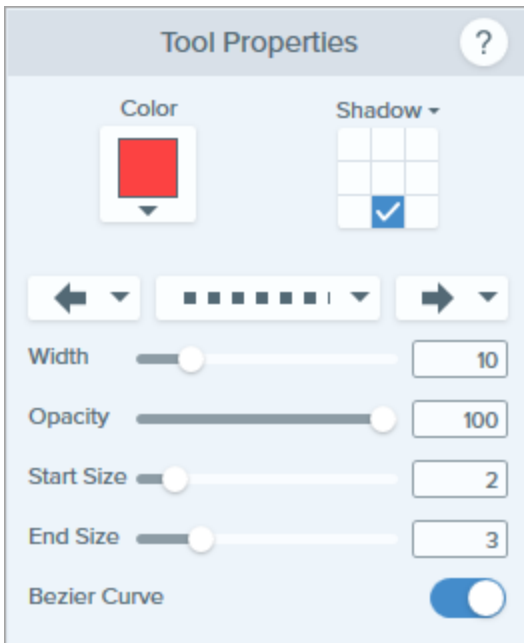 Tool Properties ?
Color Shadow
Width 10
Opacity 100
Start Size 2
End Size 3
Bezier Curve